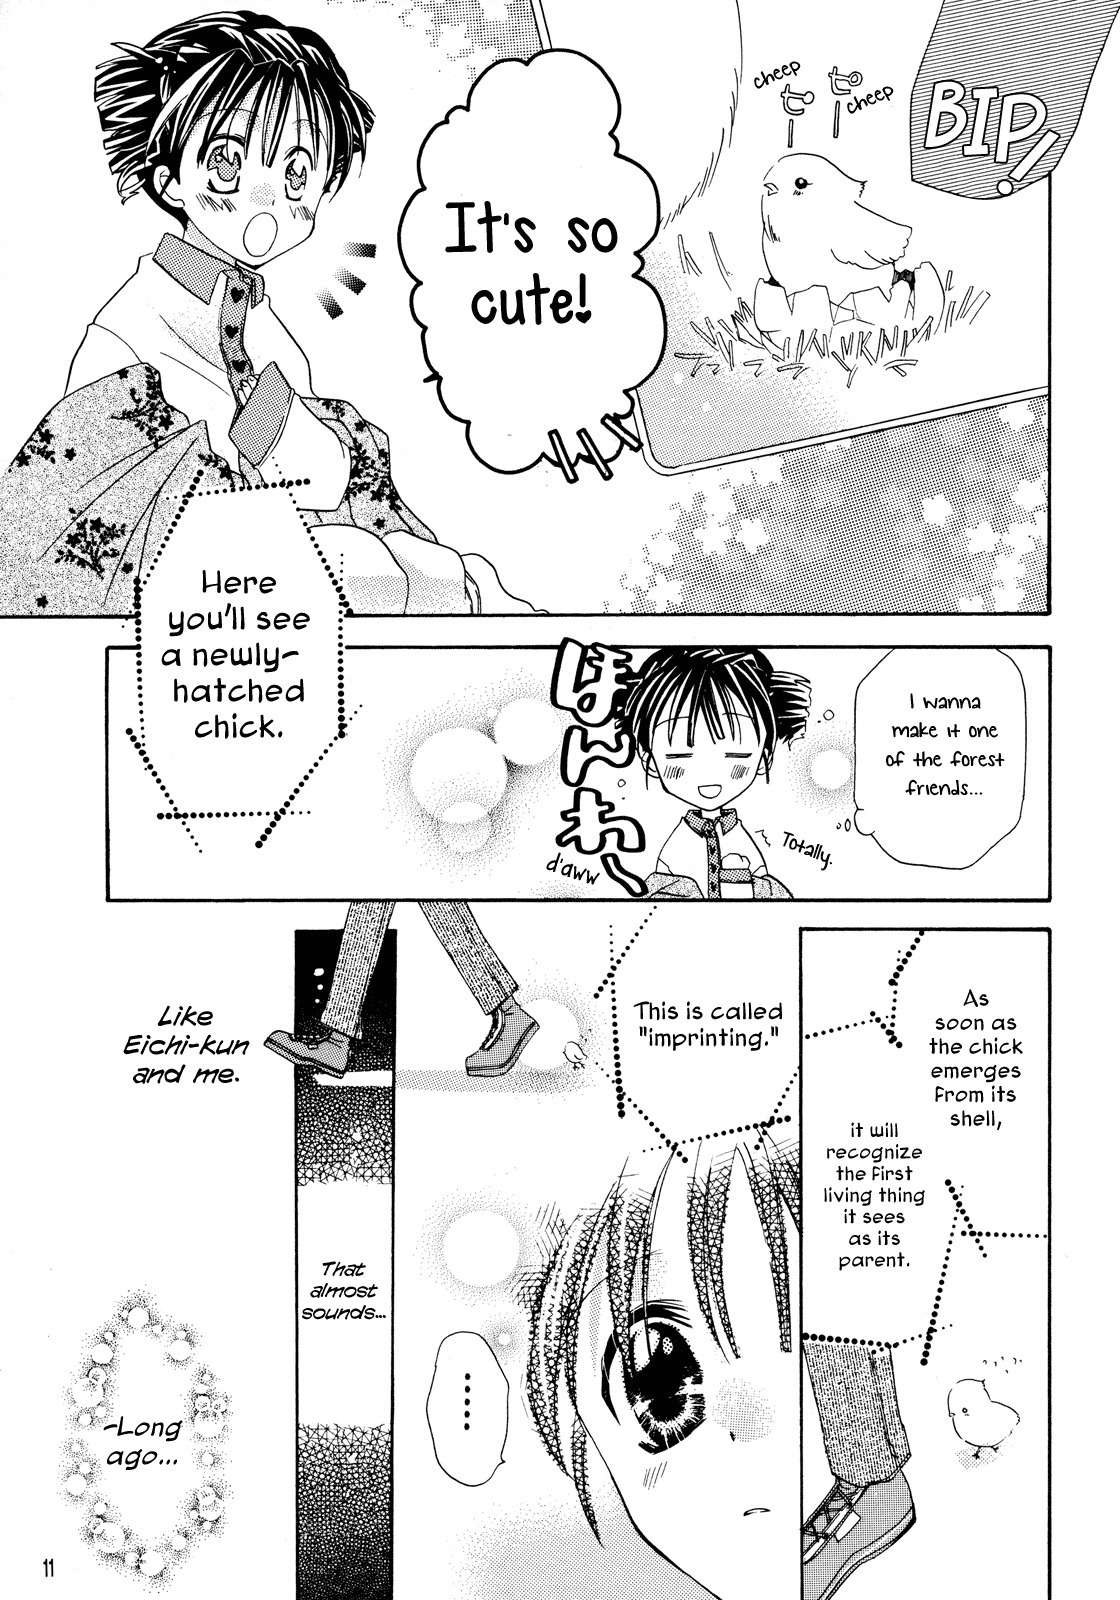 BIP!
ピ
ピ
cheep
cheep
It's so
cute!
Here
you'll see
a newly-
hatched
chick.
I wanna
make it one
of the forest
friends...
Totally.
ほんわ〜
d'aww
As
soon as
the chick
emerges
from its
shell,
it will
recognize
the first
living thing
it sees
as its
parent.
This is called
"imprinting."
......
...
That
almost
sounds...
Like
Eichi-kun
and me.
-Long
ago...
11